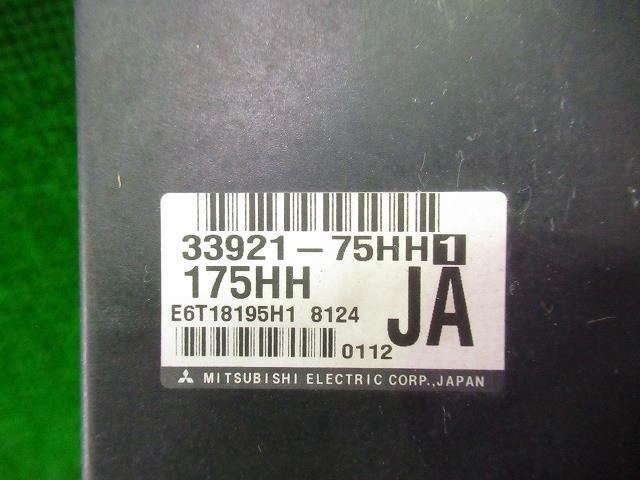 33921-75HH1
175HH
JA
E6T18195H1 8124
0112
MITSUBISHI ELECTRIC CORP.,JAPAN